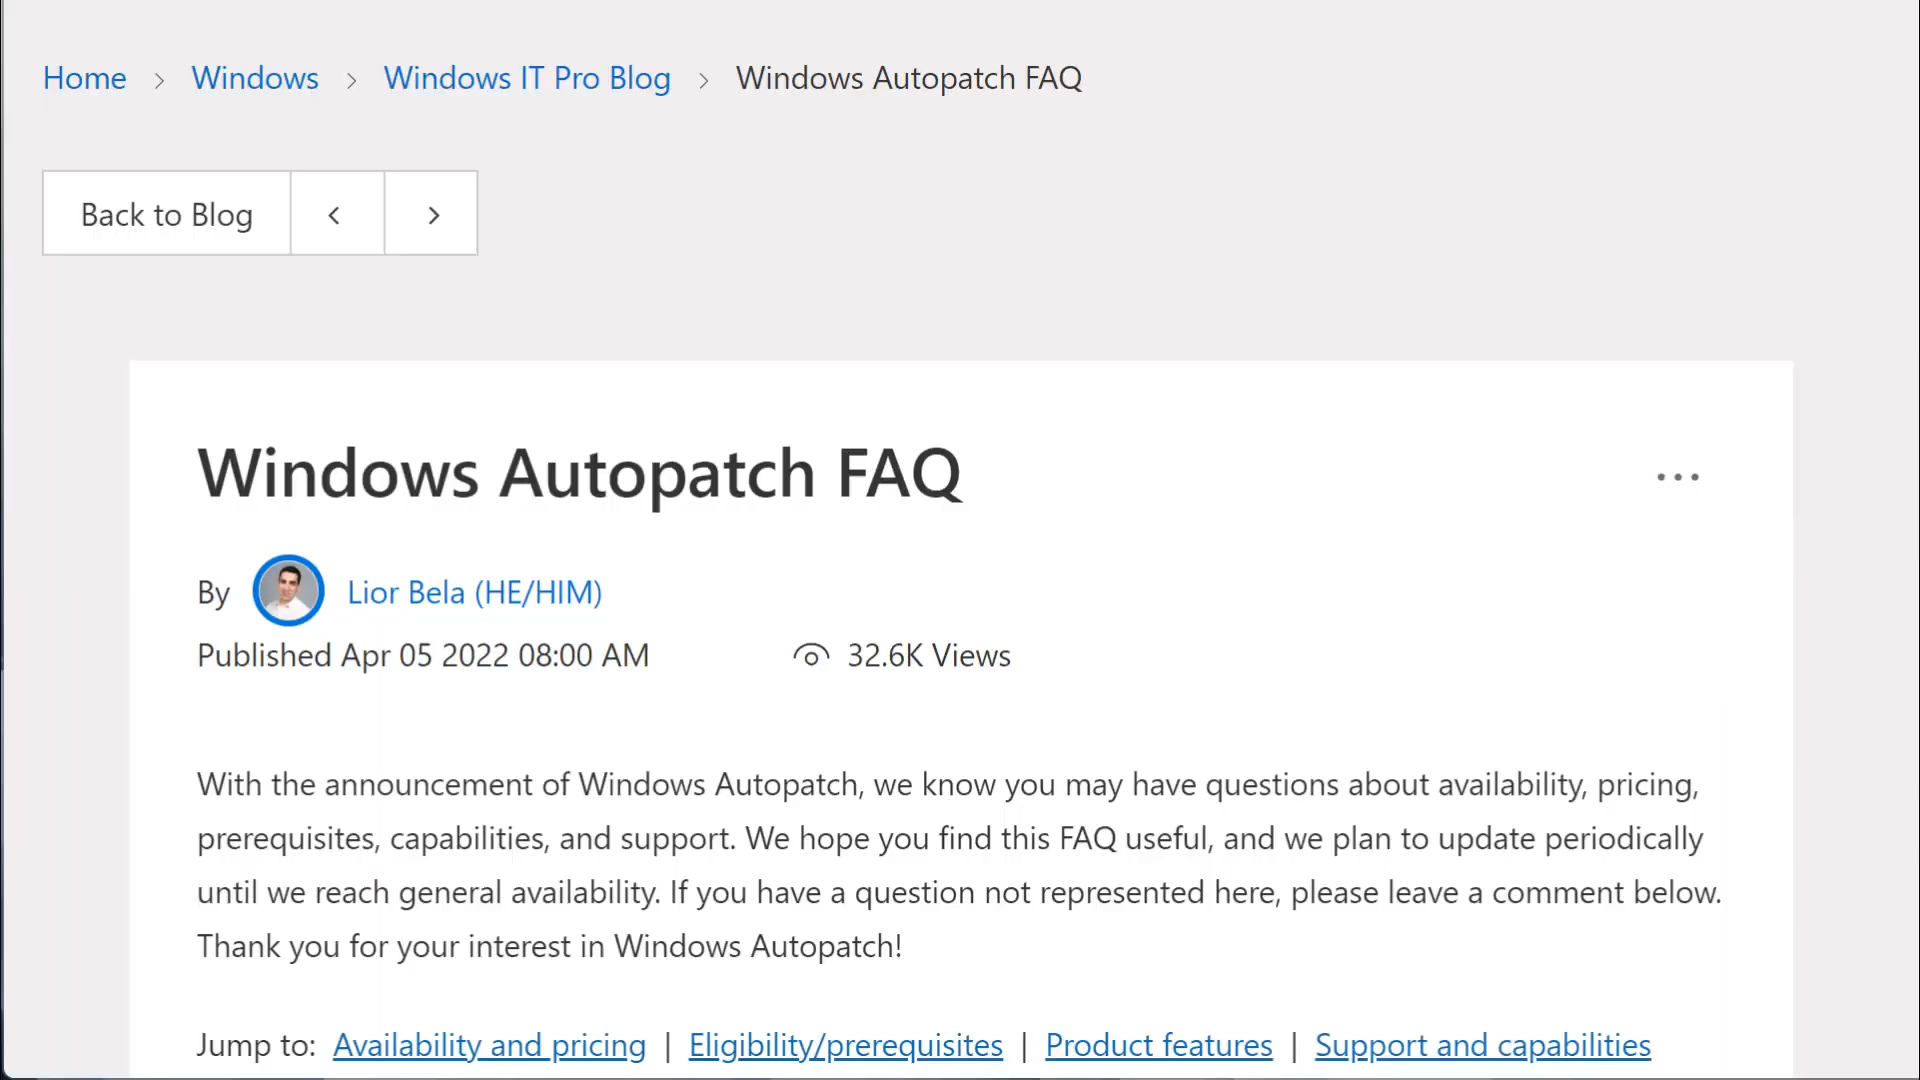 Home > Windows > Windows IT Pro Blog > Windows Autopatch FAQ
Back to Blog < >
Windows Autopatch FAQ ...
By Lior Bela (HE/HIM)
Published Apr 05 2022 08:00 AM 32.6K Views
With the announcement of Windows Autopatch, we know you may have questions about availability, pricing,
prerequisites, capabilities, and support. We hope you find this FAQ useful, and we plan to update periodically
until we reach general availability. If you have a question not represented here, please leave a comment below.
Thank you for your interest in Windows Autopatch!
Jump to: Availability and pricing | Eligibility/prerequisites | Product features | Support and capabilities